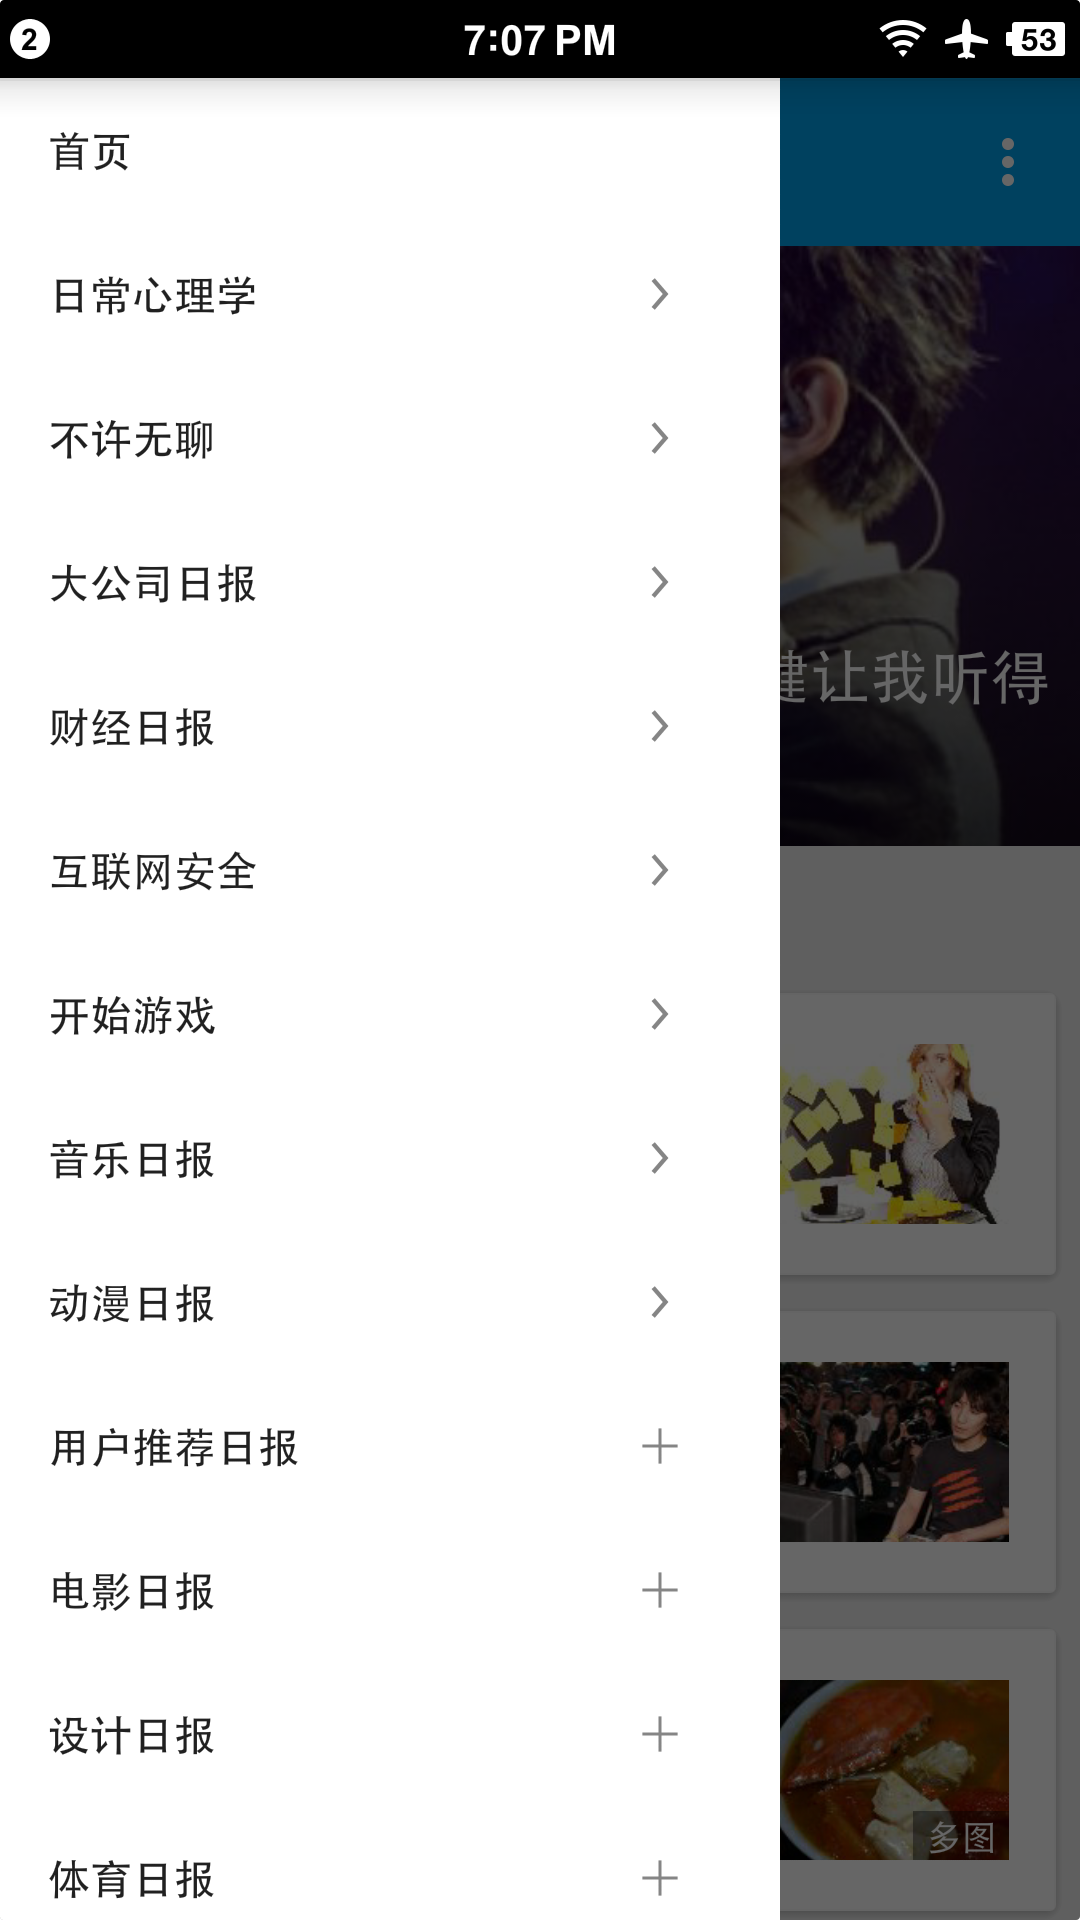 2
7:07 PM
53
首页
日常心理学
不许无聊
大公司日报
让我听得
财经日报
互联网安全
开始游戏
音乐日报
动漫日报
用户推荐日报
电影日报
设计日报
多图
体育日报